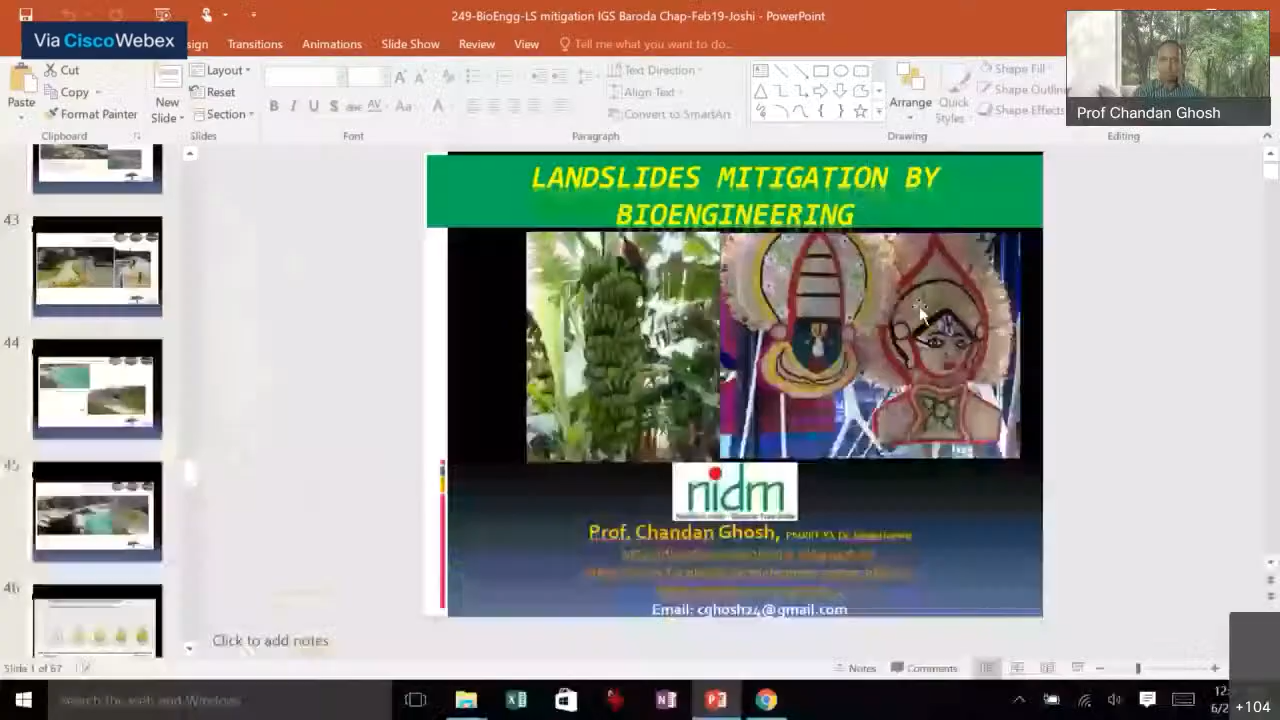 249-BioEngg-LS mitigation IGS Baroda Chap-Feb19-Joshi - PowerPoint
Via Cisco Webex
sign Transitions Animations Slide Show Review View Tell me what you want to do...
Paste
Cut
Copy
Format Painter
New
Slide
Layout
Reset
Section
Text Direction
Align Text
Convert to SmartArt
Arrange
Quick
Styles
Shape Fill
Shape Outline
Shape Effects
Prof Chandan Ghosh
Clipboard Slides Font Paragraph Drawing Editing
43
44
45
46
LANDSLIDES MITIGATION BY
BIOENGINEERING
nidm
Prof. Chandan Ghosh,
Email: cghosh24@gmail.com
Click to add notes
Slide 1 of 67
Notes Comments
Search the web and Windows
+104